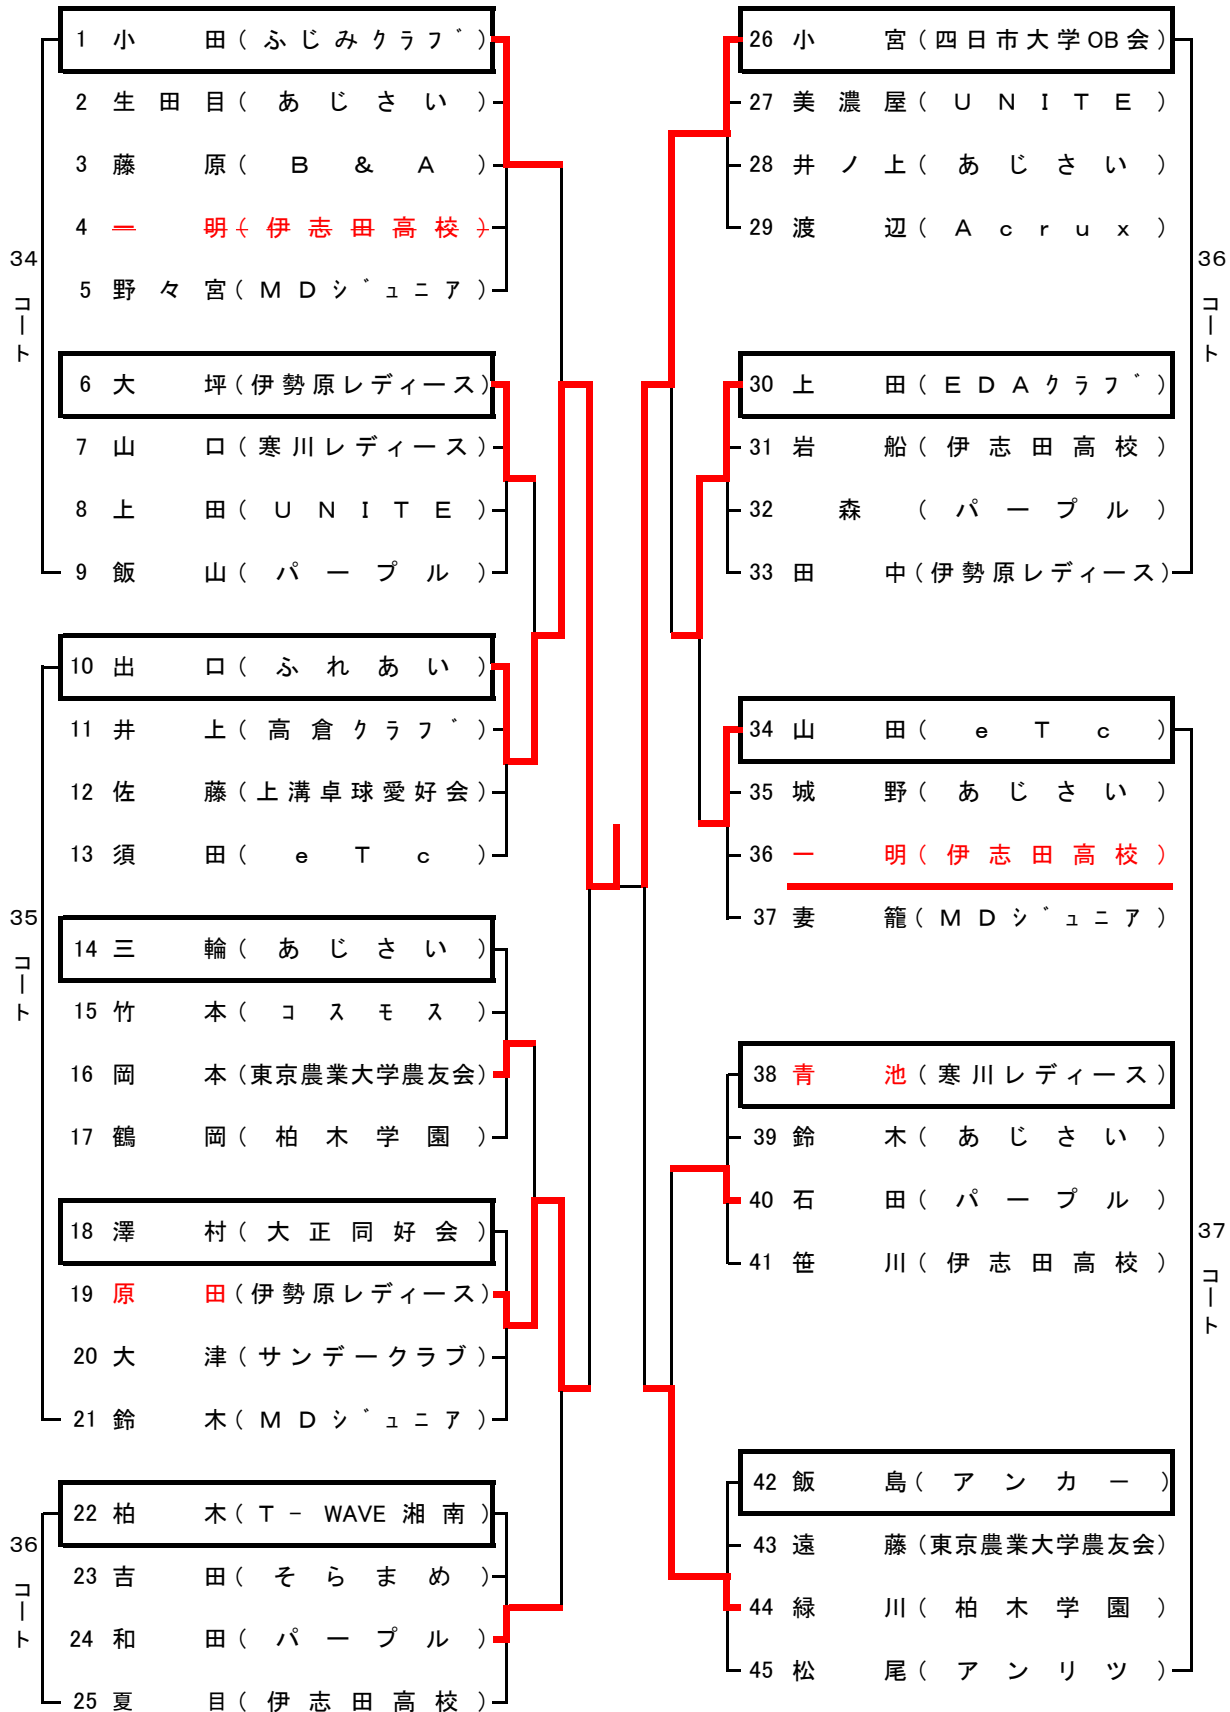 1 小 田 ( ふじみクラブ )
2 生田目 ( あじさい )
3 藤 原 ( B & A )
4 一 明 ( 伊志田高校 )
34コート
5 野々宮 ( MDジュニア )
6 大 坪 ( 伊勢原レディース )
7 山 口 ( 寒川レディース )
8 上 田 ( UNITE )
9 飯 山 ( パープル )
10 出 口 ( ふれあい )
11 井 上 ( 高倉クラブ )
12 佐 藤 ( 上溝卓球愛好会 )
13 須 田 ( eTc )
35コート
14 三 輪 ( あじさい )
15 竹 本 ( コスモス )
16 岡 本 ( 東京農業大学農友会 )
17 鶴 岡 ( 柏木学園 )
18 澤 村 ( 大正同好会 )
19 原 田 ( 伊勢原レディース )
20 大 津 ( サンデークラブ )
21 鈴 木 ( MDジュニア )
22 柏 木 ( T-WAVE湘南 )
36コート
23 吉 田 ( そらまめ )
24 和 田 ( パープル )
25 夏 目 ( 伊志田高校 )
26 小 宮 ( 四日市大学OB会 )
27 美濃屋 ( UNITE )
28 井ノ上 ( あじさい )
29 渡 辺 ( Acrux )
36コート
30 上 田 ( EDAクラブ )
31 岩 船 ( 伊志田高校 )
32 森 ( パープル )
33 田 中 ( 伊勢原レディース )
34 山 田 ( eTc )
35 城 野 ( あじさい )
36 一 明 ( 伊志田高校 )
37 妻 籠 ( MDジュニア )
38 青 池 ( 寒川レディース )
39 鈴 木 ( あじさい )
40 石 田 ( パープル )
41 笹 川 ( 伊志田高校 )
37コート
42 飯 島 ( アンカー )
43 遠 藤 ( 東京農業大学農友会 )
44 緑 川 ( 柏木学園 )
45 松 尾 ( アンリツ )